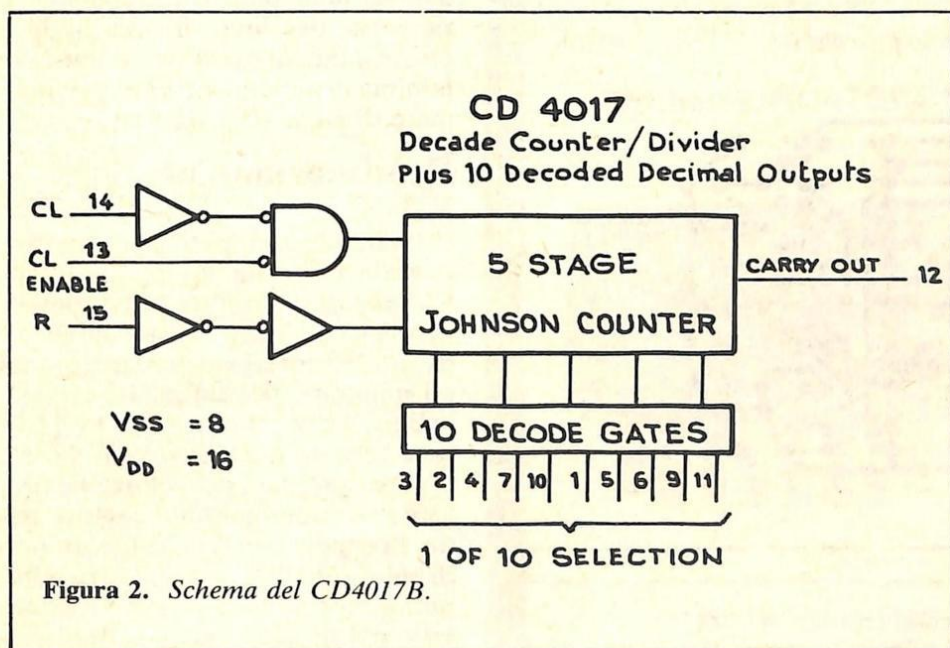 CD 4017
Decade Counter/Divider
Plus 10 Decoded Decimal Outputs
CL 14
CL 13
ENABLE
R 15
5 STAGE
JOHNSON COUNTER
CARRY OUT 12
VSS = 8
VDD = 16
10 DECODE GATES
3 2 4 7 10 1 5 6 9 11
1 OF 10 SELECTION
Figura 2. Schema del CD4017B.